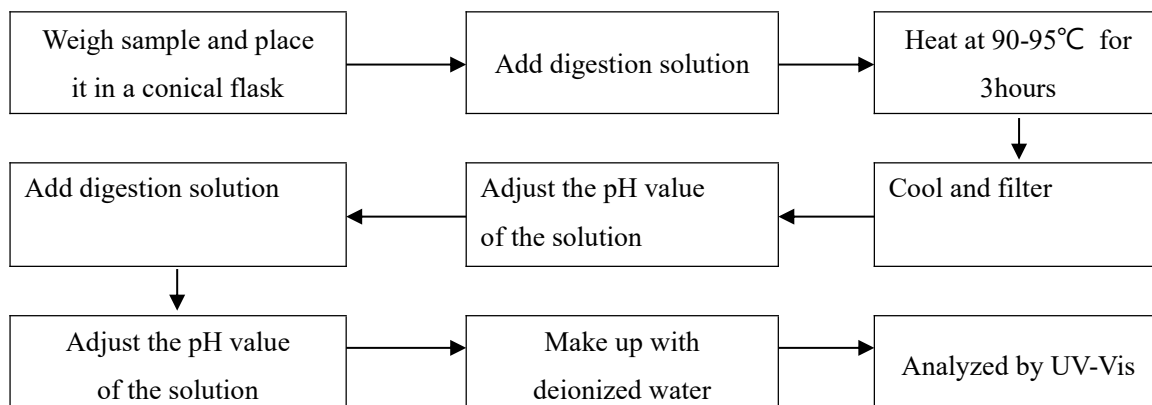 Weigh sample and place
it in a conical flask
Add digestion solution
Heat at 90-95℃ for
3hours
Cool and filter
Adjust the pH value
of the solution
Add digestion solution
Adjust the pH value
of the solution
Make up with
deionized water
Analyzed by UV-Vis